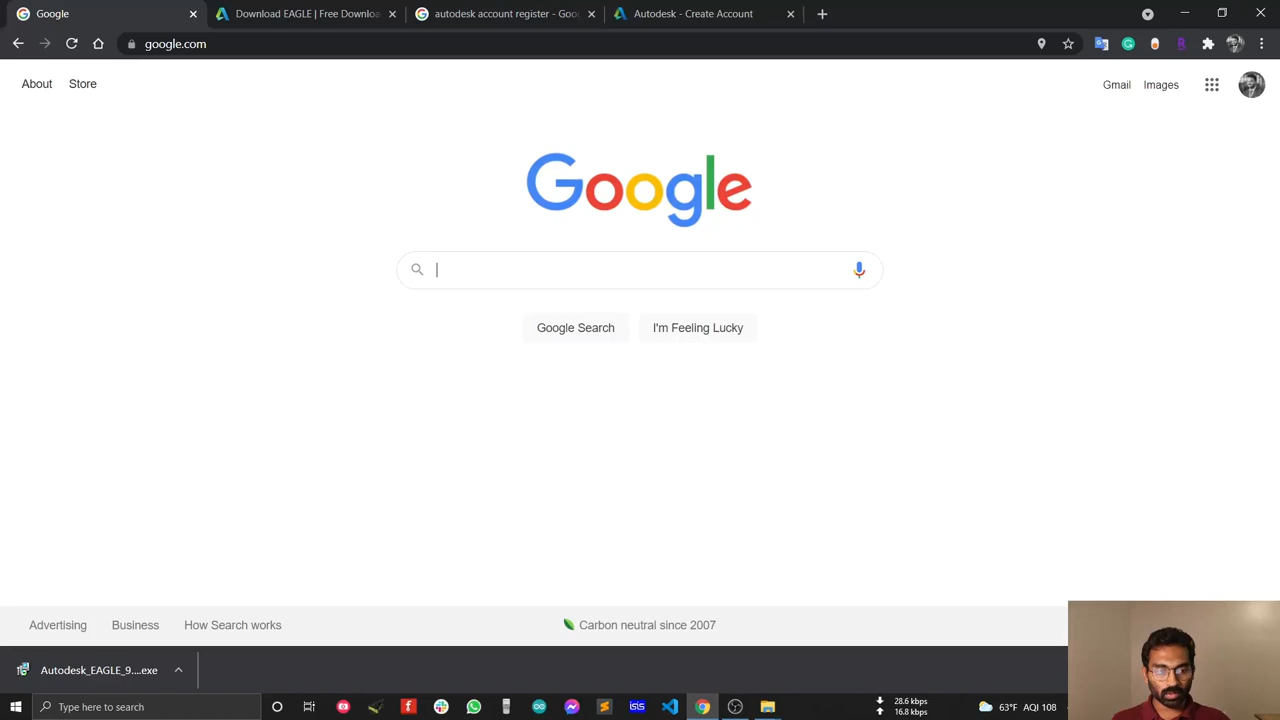 Google
Download EAGLE | Free Downloa
autodesk account register - Goo
Autodesk - Create Account
google.com
About
Store
Gmail
Images
Google
Google Search
I'm Feeling Lucky
Advertising
Business
How Search works
Carbon neutral since 2007
Autodesk_EAGLE_9....exe
Type here to search
isis
28.6 kbps
16.8 kbps
63°F AQI 108